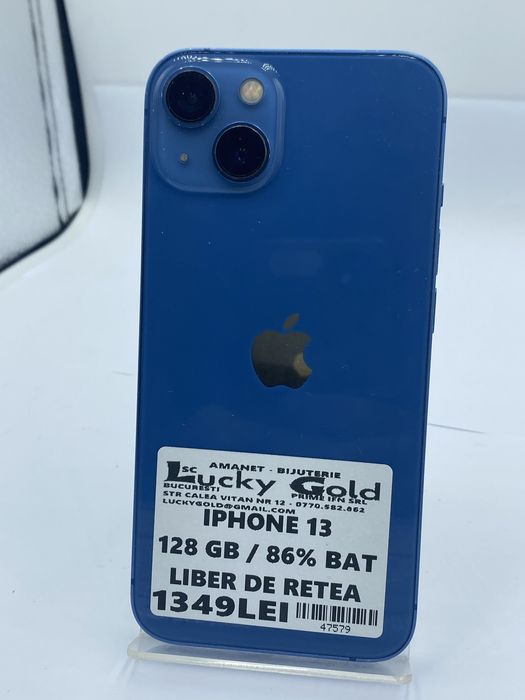 SC AMANET - BIJUTERIE
Lucky Gold
BUCURESTI PRIME IFN SRL
STR CALEA VITAN NR 12 - 0770.582.862
LUCKYGOLD@GMAIL.COM
IPHONE 13
128 GB / 86% BAT
LIBER DE RETEA
1349LEI
47579